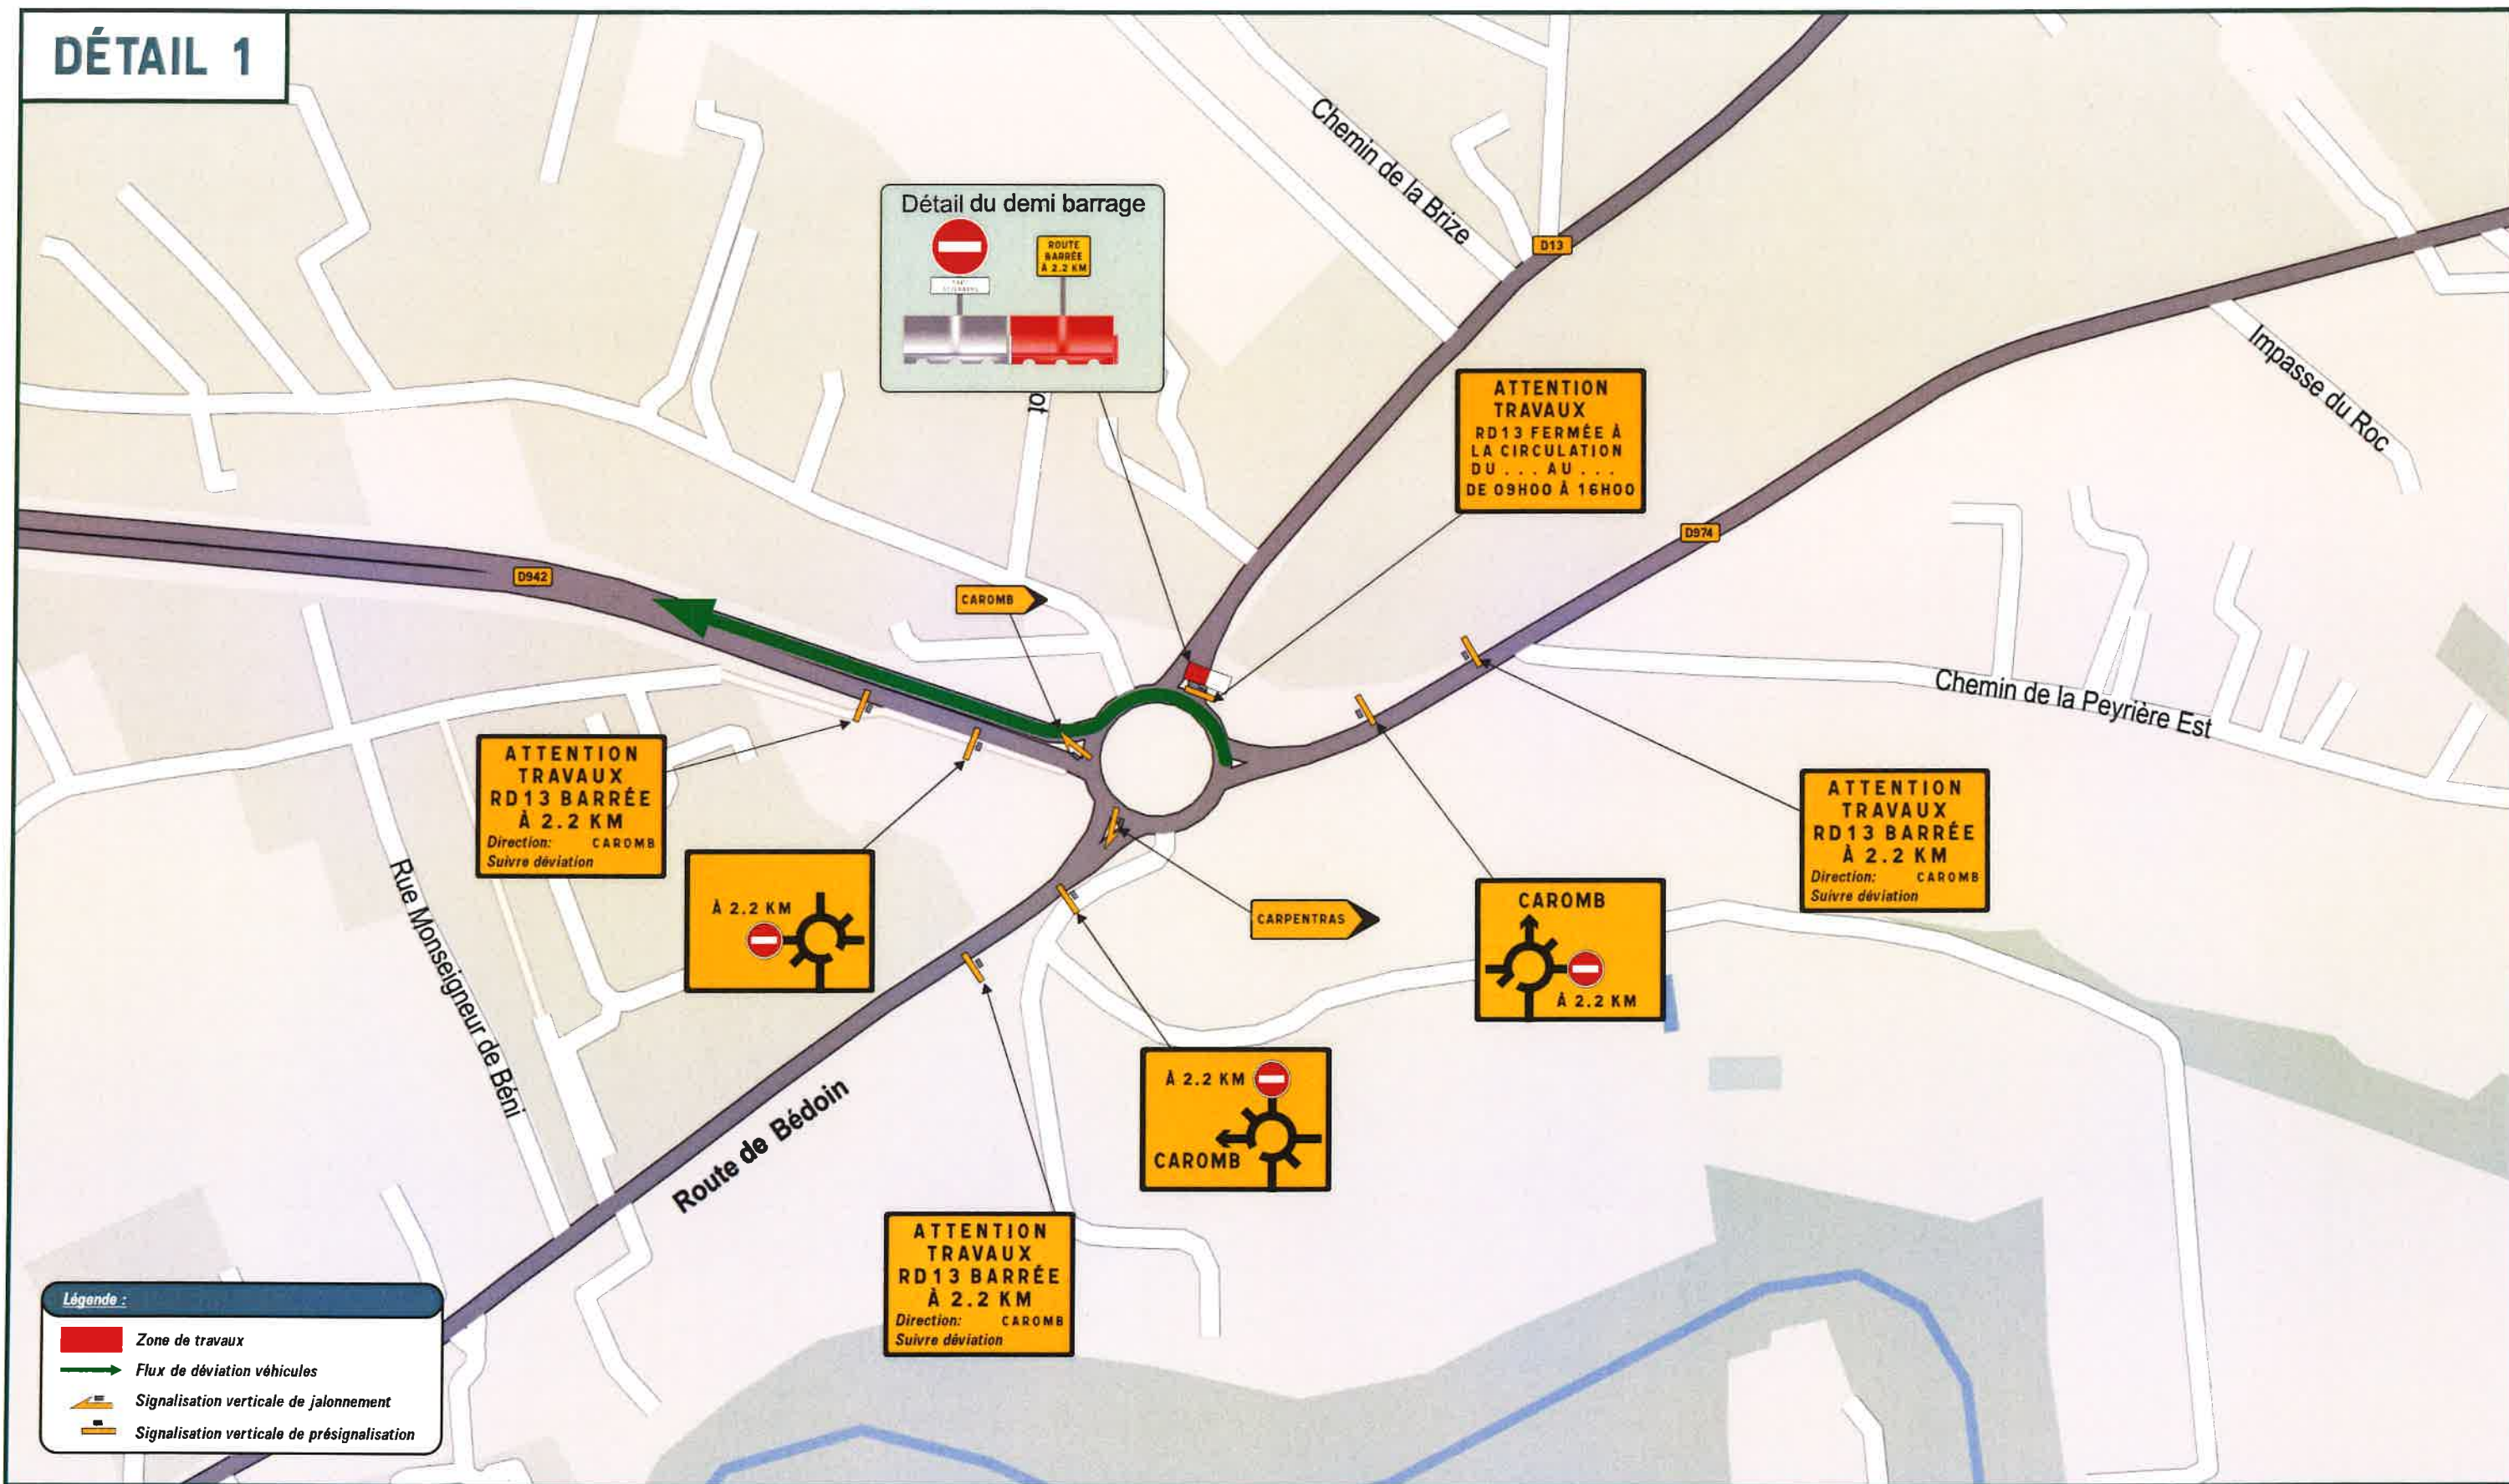 DÉTAIL 1
Détail du demi barrage
ROUTE
BARRÉE
À 2.2 KM
Chemin de la Brize
D13
Impasse du Roc
ATTENTION
TRAVAUX
RD13 FERMÉE À
LA CIRCULATION
DU . . . AU . . .
DE 09H00 À 16H00
D974
D942
CAROMB
Chemin de la Peyrière Est
ATTENTION
TRAVAUX
RD13 BARRÉE
À 2.2 KM
Direction: CAROMB
Suivre déviation
À 2.2 KM
CARPENTRAS
CAROMB
À 2.2 KM
ATTENTION
TRAVAUX
RD13 BARRÉE
À 2.2 KM
Direction: CAROMB
Suivre déviation
Rue Monseigneur de Béni
Route de Bédoin
À 2.2 KM
CAROMB
ATTENTION
TRAVAUX
RD13 BARRÉE
À 2.2 KM
Direction: CAROMB
Suivre déviation
Légende :
Zone de travaux
Flux de déviation véhicules
Signalisation verticale de jalonnement
Signalisation verticale de présignalisation